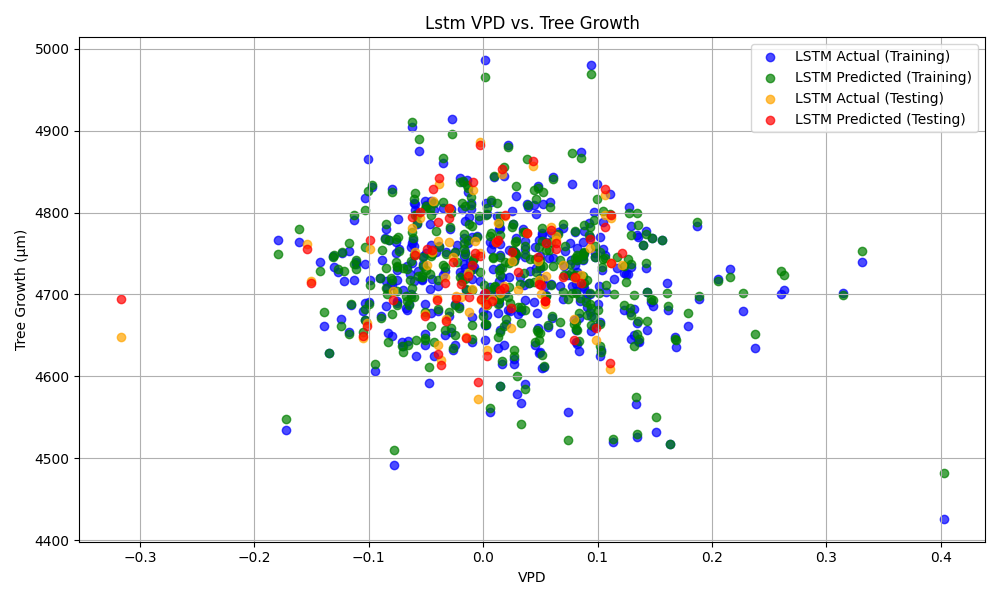 Lstm VPD vs. Tree Growth
LSTM Actual (Training)
LSTM Predicted (Training)
LSTM Actual (Testing)
LSTM Predicted (Testing)
Tree Growth (μm)
5000
4900
4800
4700
4600
4500
4400
−0.3 −0.2 −0.1 0.0 0.1 0.2 0.3 0.4
VPD